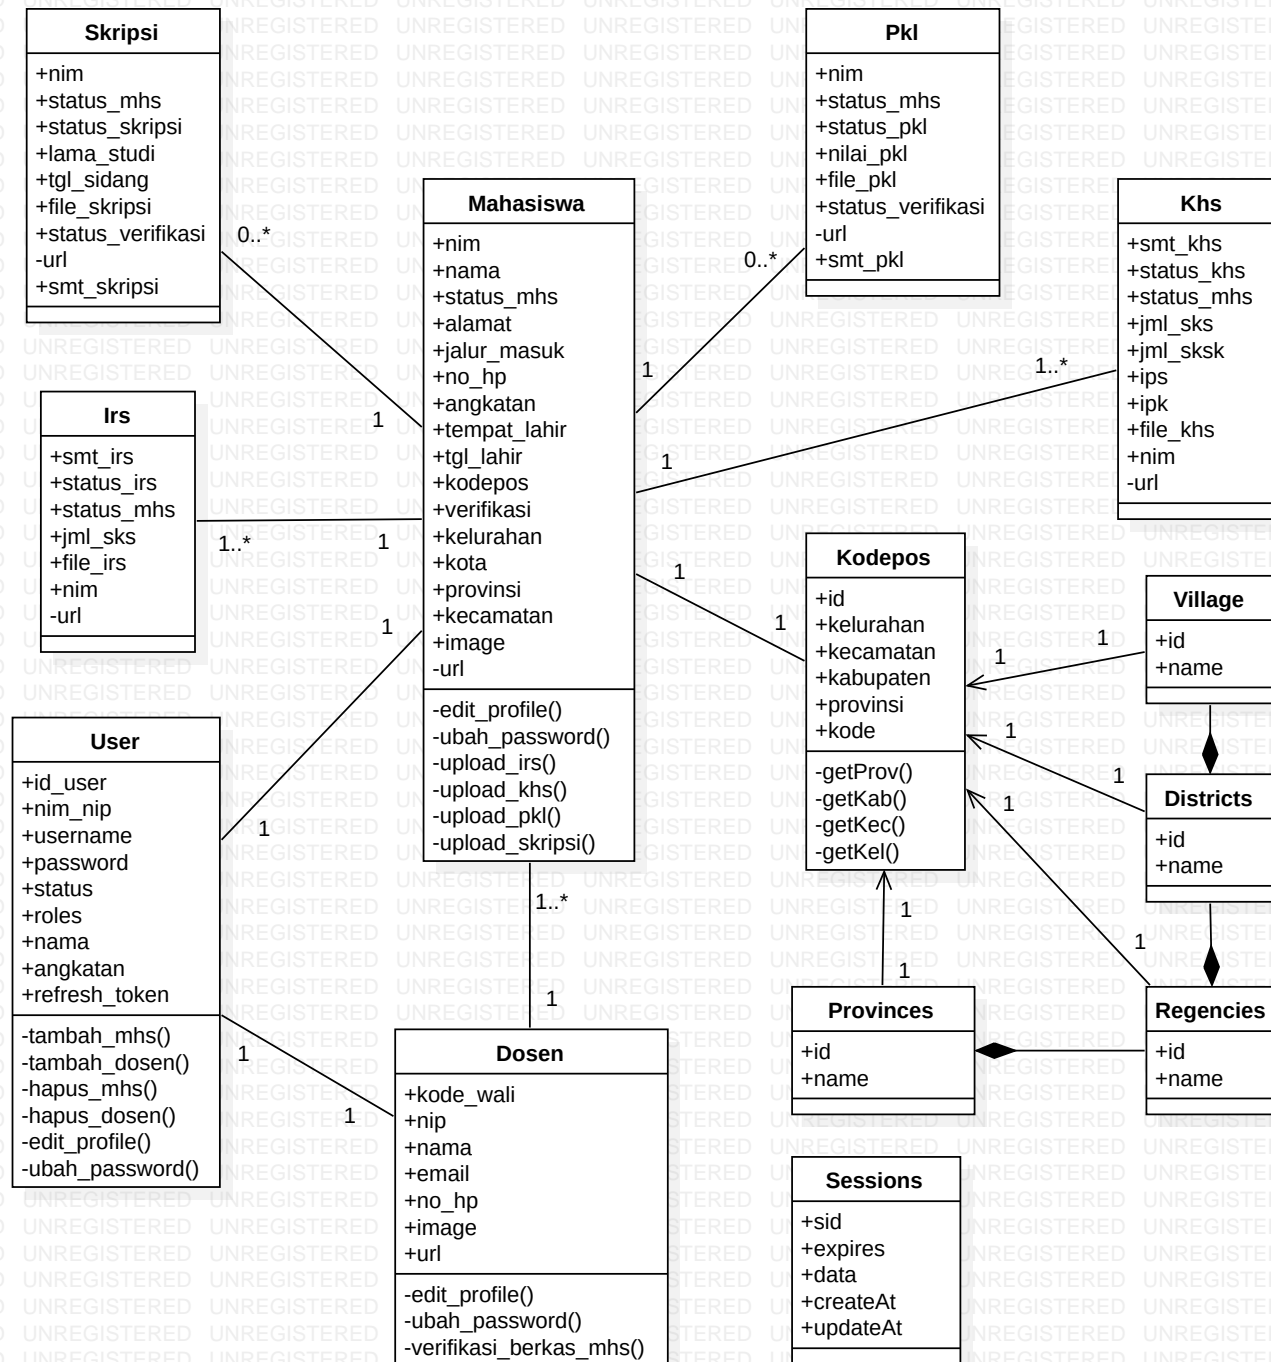 Skripsi
+nim
+status_mhs
+status_skripsi
+lama_studi
+tgl_sidang
+file_skripsi
+status_verifikasi
-url
+smt_skripsi
0..*
1
Pkl
+nim
+status_mhs
+status_pkl
+nilai_pkl
+file_pkl
+status_verifikasi
-url
+smt_pkl
0..*
1
Mahasiswa
+nim
+nama
+status_mhs
+alamat
+jalur_masuk
+no_hp
+angkatan
+tempat_lahir
+tgl_lahir
+kodepos
+verifikasi
+kelurahan
+kota
+provinsi
+kecamatan
+image
-url
-edit_profile()
-ubah_password()
-upload_irs()
-upload_khs()
-upload_pkl()
-upload_skripsi()
Khs
+smt_khs
+status_khs
+status_mhs
+jml_sks
+jml_sksk
+ips
+ipk
+file_khs
+nim
-url
1..*
1
Irs
+smt_irs
+status_irs
+status_mhs
+jml_sks
+file_irs
+nim
-url
1..*
1
Kodepos
+id
+kelurahan
+kecamatan
+kabupaten
+provinsi
+kode
-getProv()
-getKab()
-getKec()
-getKel()
1
1
Village
+id
+name
1
1
Districts
+id
+name
1
1
Regencies
+id
+name
1
1
Provinces
+id
+name
1
1
User
+id_user
+nim_nip
+username
+password
+status
+roles
+nama
+angkatan
+refresh_token
-tambah_mhs()
-tambah_dosen()
-hapus_mhs()
-hapus_dosen()
-edit_profile()
-ubah_password()
1
1
1
1
1..*
1
Dosen
+kode_wali
+nip
+nama
+email
+no_hp
+image
+url
-edit_profile()
-ubah_password()
-verifikasi_berkas_mhs()
Sessions
+sid
+expires
+data
+createAt
+updateAt
UNREGISTERED